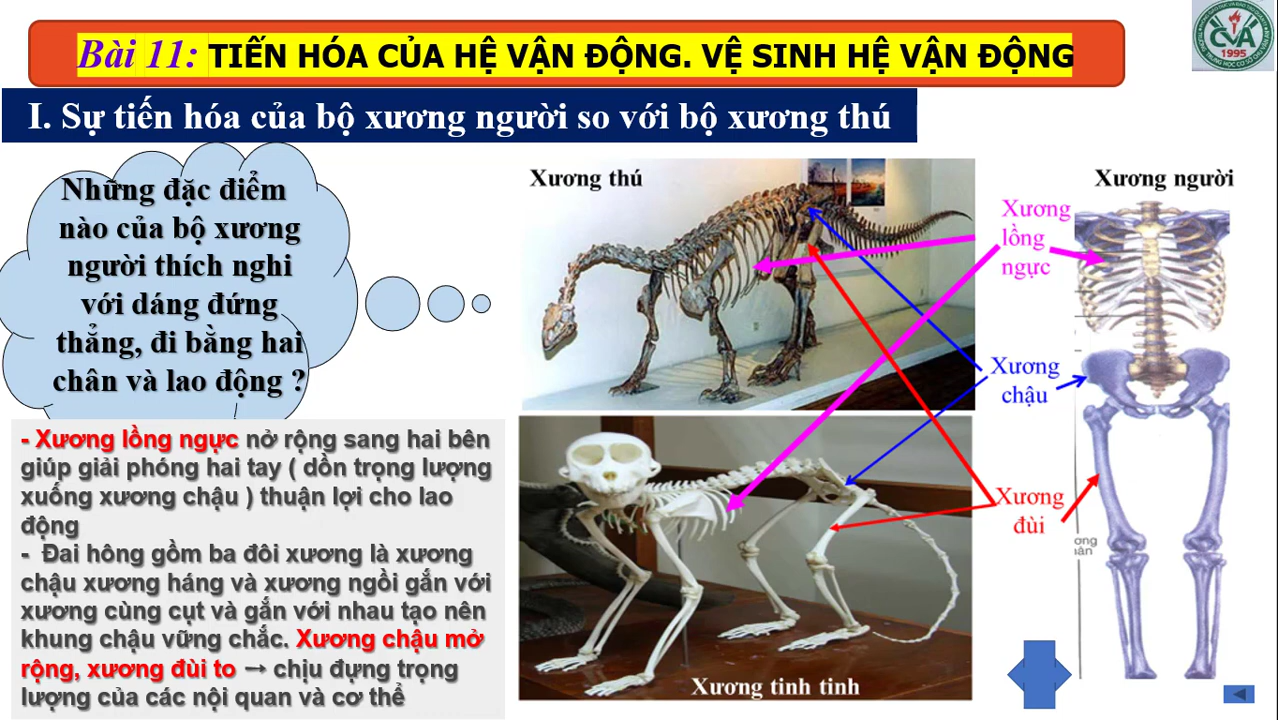 Bài 11: TIẾN HÓA CỦA HỆ VẬN ĐỘNG. VỆ SINH HỆ VẬN ĐỘNG
CVA
1995
I. Sự tiến hóa của bộ xương người so với bộ xương thú
Những đặc điểm
nào của bộ xương
người thích nghi
với dáng đứng
thẳng, đi bằng hai
chân và lao động ?
- Xương lồng ngực nở rộng sang hai bên
giúp giải phóng hai tay ( dồn trọng lượng
xuống xương chậu ) thuận lợi cho lao
động
- Đai hông gồm ba đôi xương là xương
chậu xương háng và xương ngồi gắn với
xương cùng cụt và gắn với nhau tạo nên
khung chậu vững chắc. Xương chậu mở
rộng, xương đùi to → chịu đựng trọng
lượng của các nội quan và cơ thể
Xương thú
Xương người
Xương
lồng
ngực
Xương
chậu
Xương
đùi
Xương tinh tinh